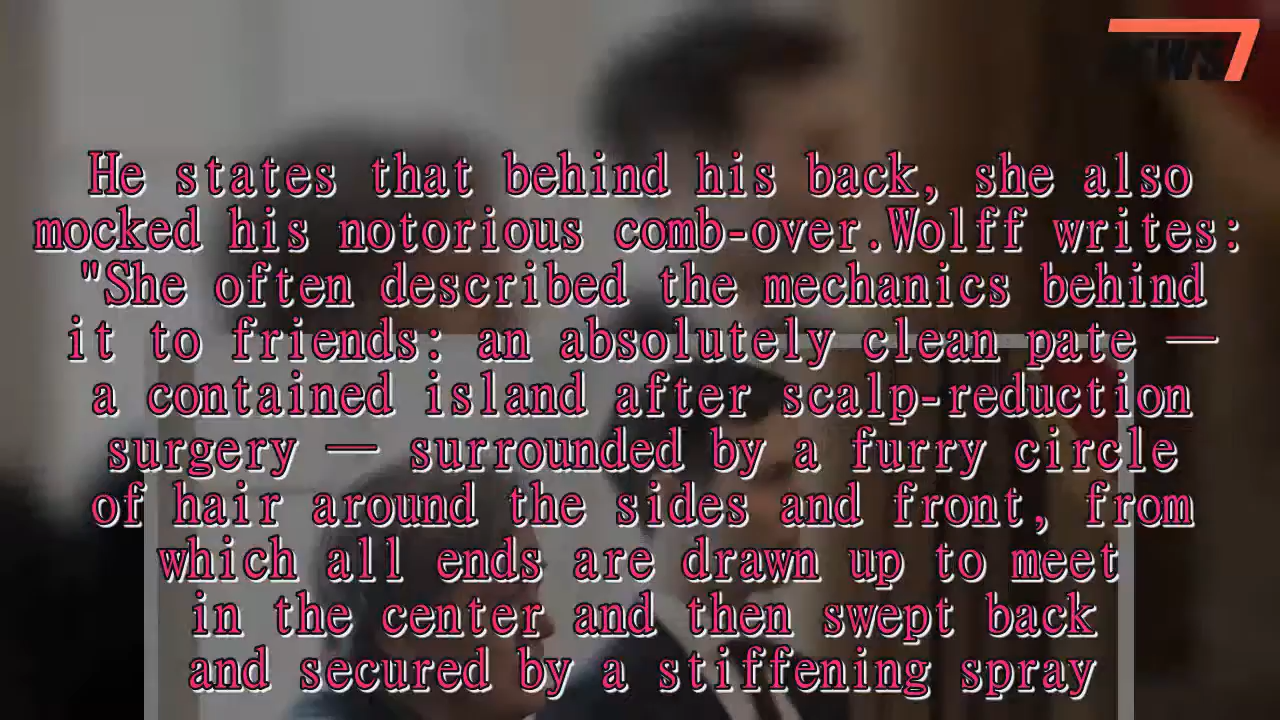 NEWS 7
He states that behind his back, she also
mocked his notorious comb-over.Wolff writes:
"She often described the mechanics behind
it to friends: an absolutely clean pate —
a contained island after scalp-reduction
surgery — surrounded by a furry circle
of hair around the sides and front, from
which all ends are drawn up to meet
in the center and then swept back
and secured by a stiffening spray